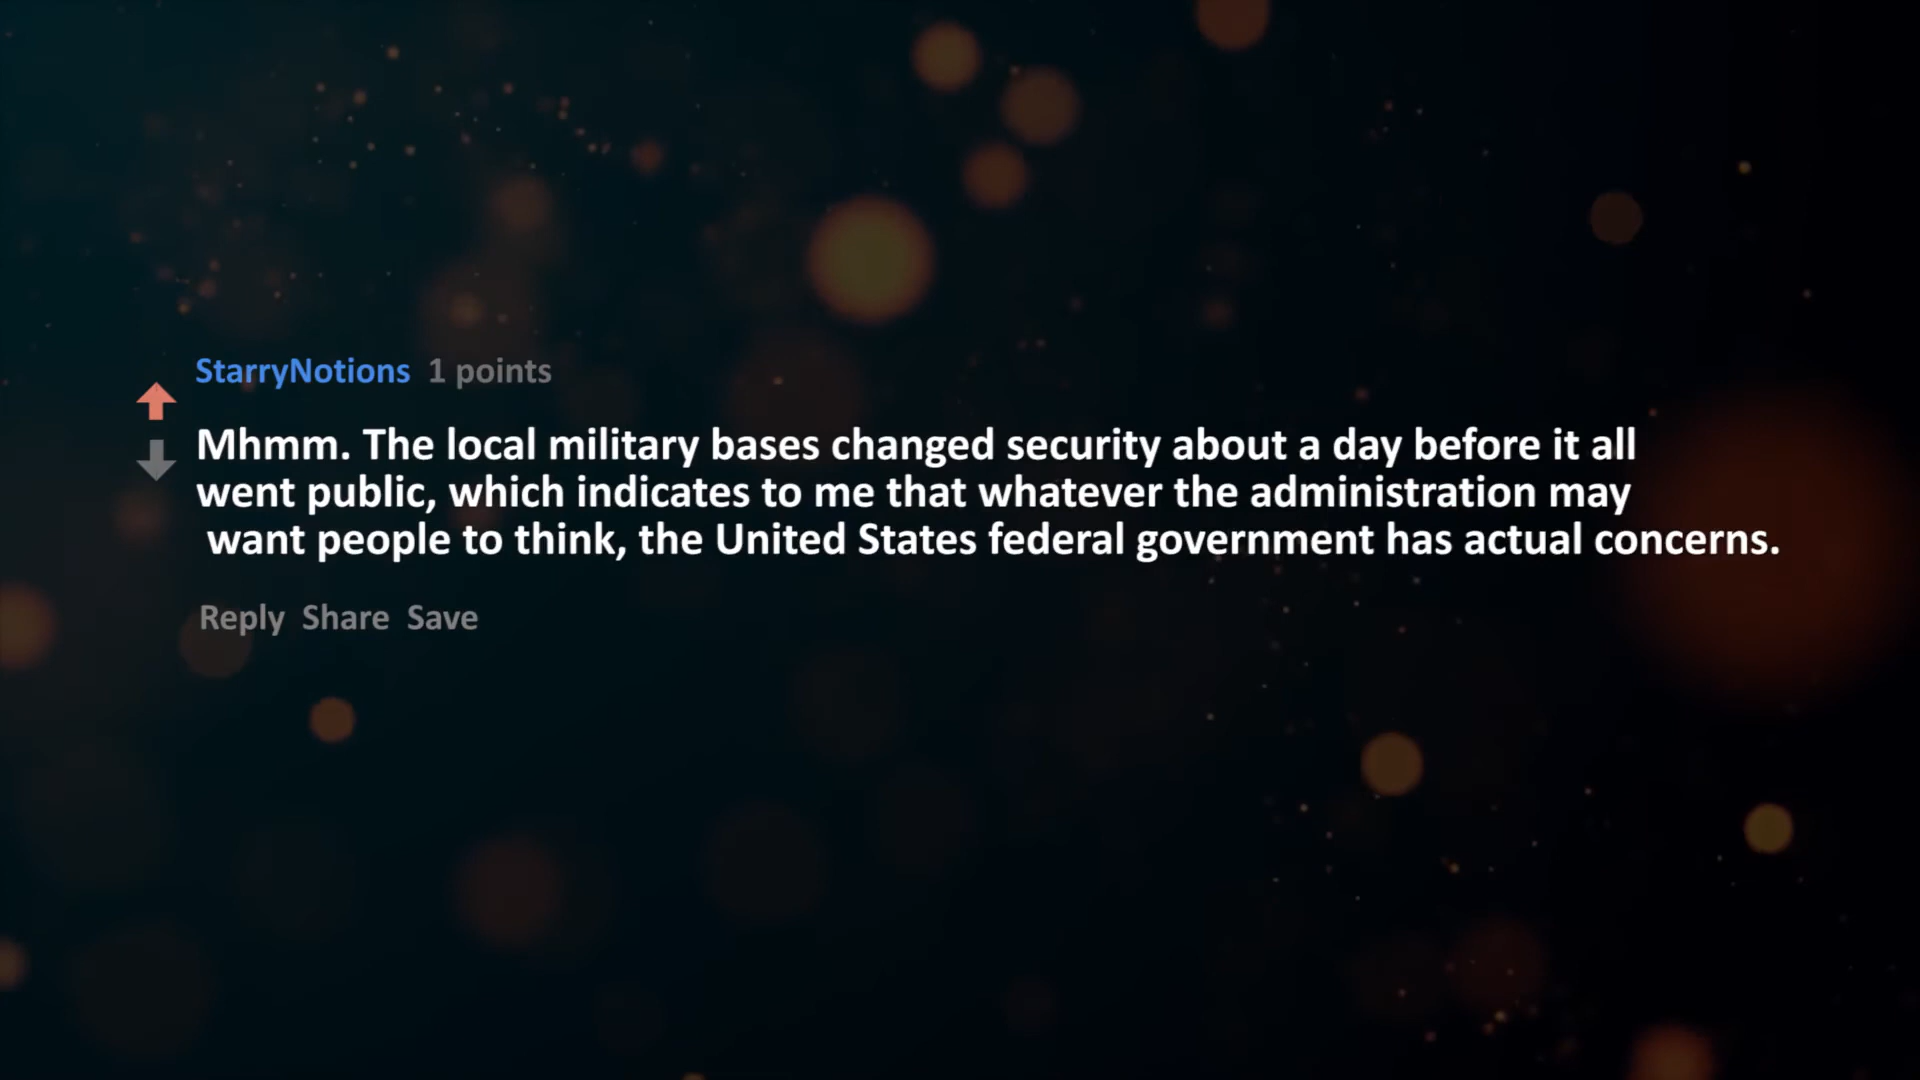 StarryNotions 1 points
Mhmm. The local military bases changed security about a day before it all
went public, which indicates to me that whatever the administration may
want people to think, the United States federal government has actual concerns.
Reply Share Save